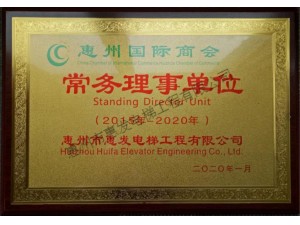 惠州国际商会
常务理事单位
Standing Director Unit
(2015年-2020年)
惠州市惠发电梯工程有限公司
Huizhou Huifa Elevator Engineering Co., Ltd.
二〇二〇年一月